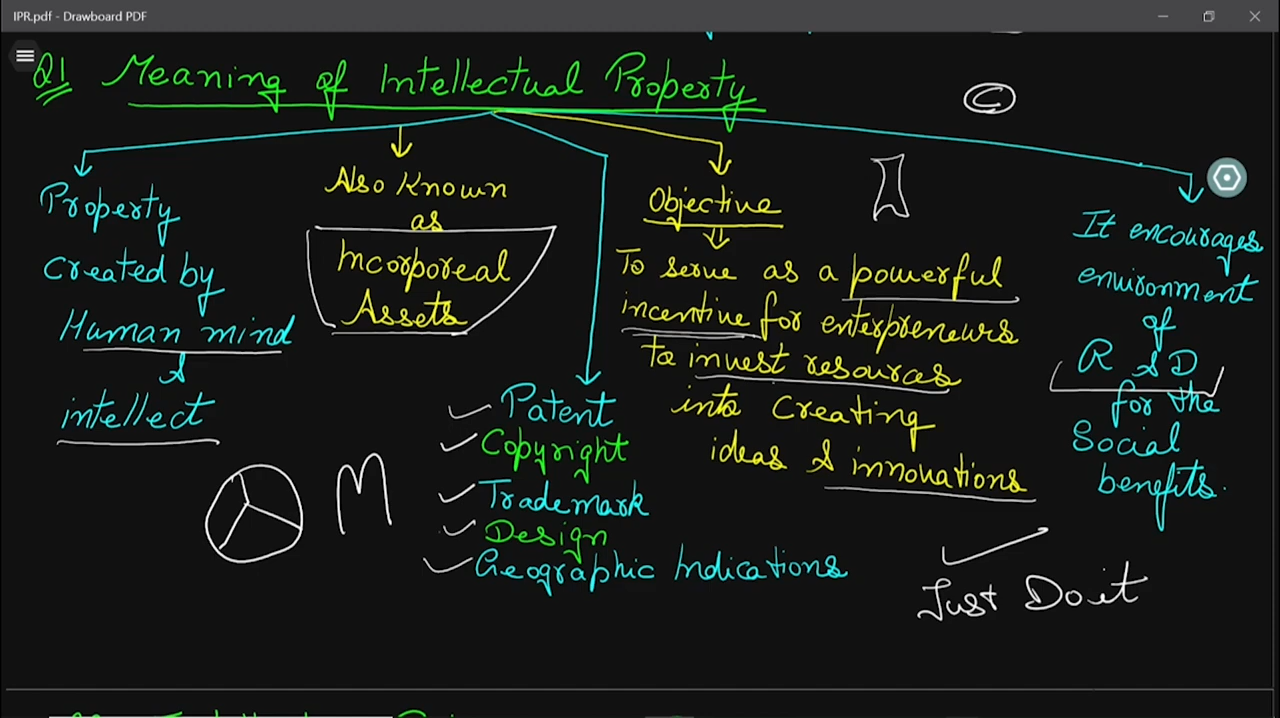 IPR.pdf - Drawboard PDF
Q1 Meaning of Intellectual Property
©
Property
created by
Human mind
&
intellect
Also Known
as
Incorporeal
Assets
Patent
Copyright
Trademark
Design
Geographic Indications
Objective
To serve as a powerful
incentive for enterpreneurs
to invest resources
into creating
ideas & innovations
It encourages
environment
of
R & D
for the
Social
benefits.
M
Just Do it